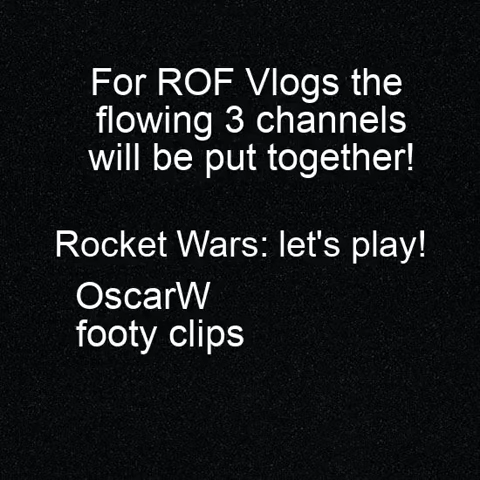 For ROF Vlogs the
flowing 3 channels
will be put together!
Rocket Wars: let's play!
OscarW
footy clips